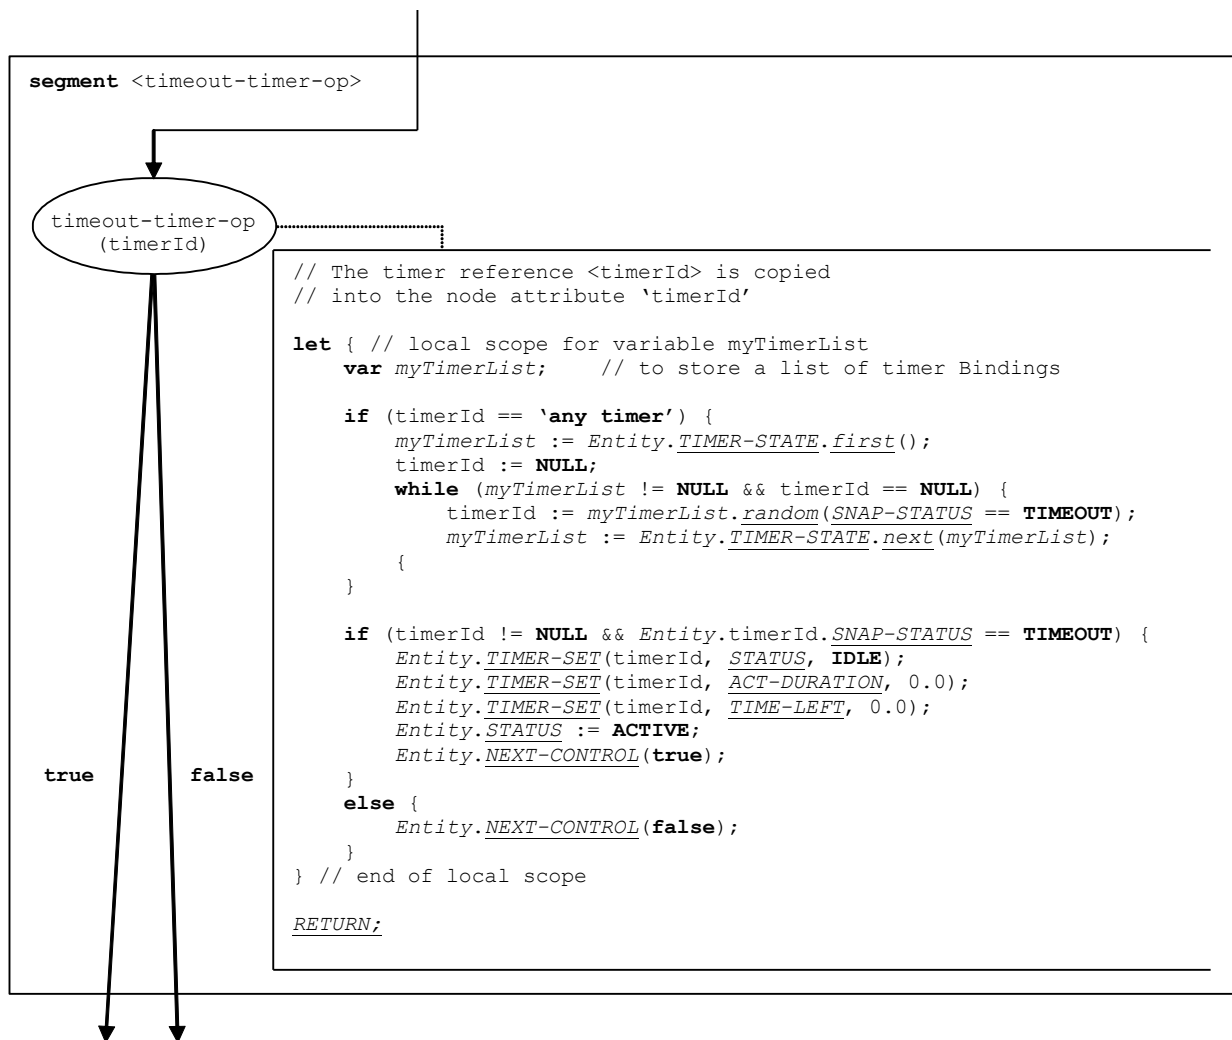 segment <timeout-timer-op>
timeout-timer-op
(timerId)
// The timer reference <timerId> is copied
// into the node attribute ‘timerId’
let { // local scope for variable myTimerList
var myTimerList; // to store a list of timer Bindings
if (timerId == ‘any timer’) {
myTimerList := Entity.TIMER-STATE.first();
timerId := NULL;
while (myTimerList != NULL && timerId == NULL) {
timerId := myTimerList.random(SNAP-STATUS == TIMEOUT);
myTimerList := Entity.TIMER-STATE.next(myTimerList);
{
}
if (timerId != NULL && Entity.timerId.SNAP-STATUS == TIMEOUT) {
Entity.TIMER-SET(timerId, STATUS, IDLE);
Entity.TIMER-SET(timerId, ACT-DURATION, 0.0);
Entity.TIMER-SET(timerId, TIME-LEFT, 0.0);
Entity.STATUS := ACTIVE;
Entity.NEXT-CONTROL(true);
}
else {
Entity.NEXT-CONTROL(false);
}
} // end of local scope
RETURN;
true
false